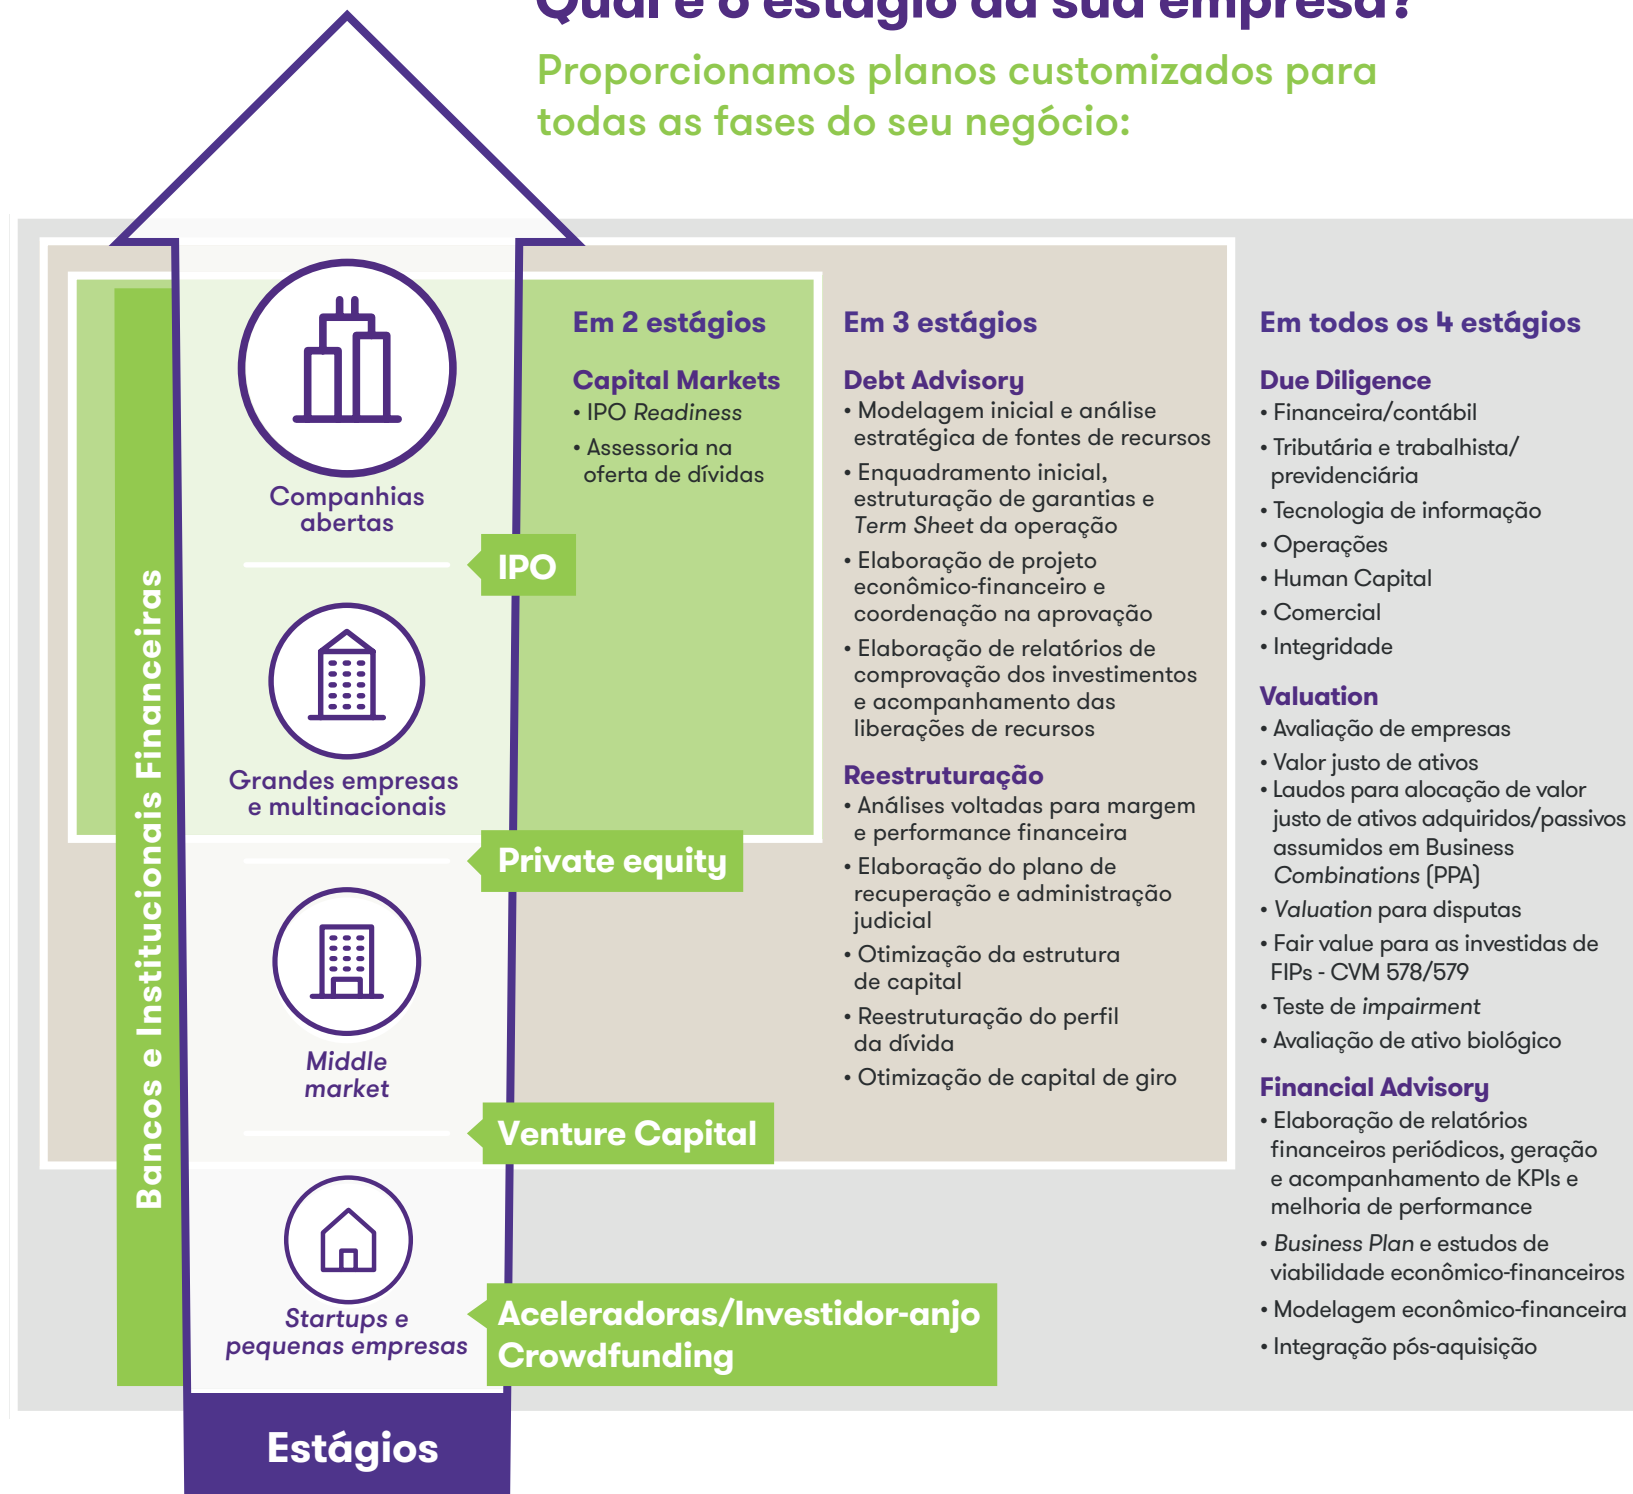 Qual é o estágio da sua empresa?
Proporcionamos planos customizados para
todas as fases do seu negócio:
Bancos e Institucionais Financeiras
Companhias
abertas
IPO
Grandes empresas
e multinacionais
Private equity
Middle
market
Venture Capital
Startups e
pequenas empresas
Aceleradoras/Investidor-anjo
Crowdfunding
Estágios
Em 2 estágios
Capital Markets
• IPO Readiness
• Assessoria na
oferta de dívidas
Em 3 estágios
Debt Advisory
• Modelagem inicial e análise
estratégica de fontes de recursos
• Enquadramento inicial,
estruturação de garantias e
Term Sheet da operação
• Elaboração de projeto
econômico-financeiro e
coordenação na aprovação
• Elaboração de relatórios de
comprovação dos investimentos
e acompanhamento das
liberações de recursos
Reestruturação
• Análises voltadas para margem
e performance financeira
• Elaboração do plano de
recuperação e administração
judicial
• Otimização da estrutura
de capital
• Reestruturação do perfil
da dívida
• Otimização de capital de giro
Em todos os 4 estágios
Due Diligence
• Financeira/contábil
• Tributária e trabalhista/
previdenciária
• Tecnologia de informação
• Operações
• Human Capital
• Comercial
• Integridade
Valuation
• Avaliação de empresas
• Valor justo de ativos
• Laudos para alocação de valor
justo de ativos adquiridos/passivos
assumidos em Business
Combinations (PPA)
• Valuation para disputas
• Fair value para as investidas de
FIPs - CVM 578/579
• Teste de impairment
• Avaliação de ativo biológico
Financial Advisory
• Elaboração de relatórios
financeiros periódicos, geração
e acompanhamento de KPIs e
melhoria de performance
• Business Plan e estudos de
viabilidade econômico-financeiros
• Modelagem econômico-financeira
• Integração pós-aquisição